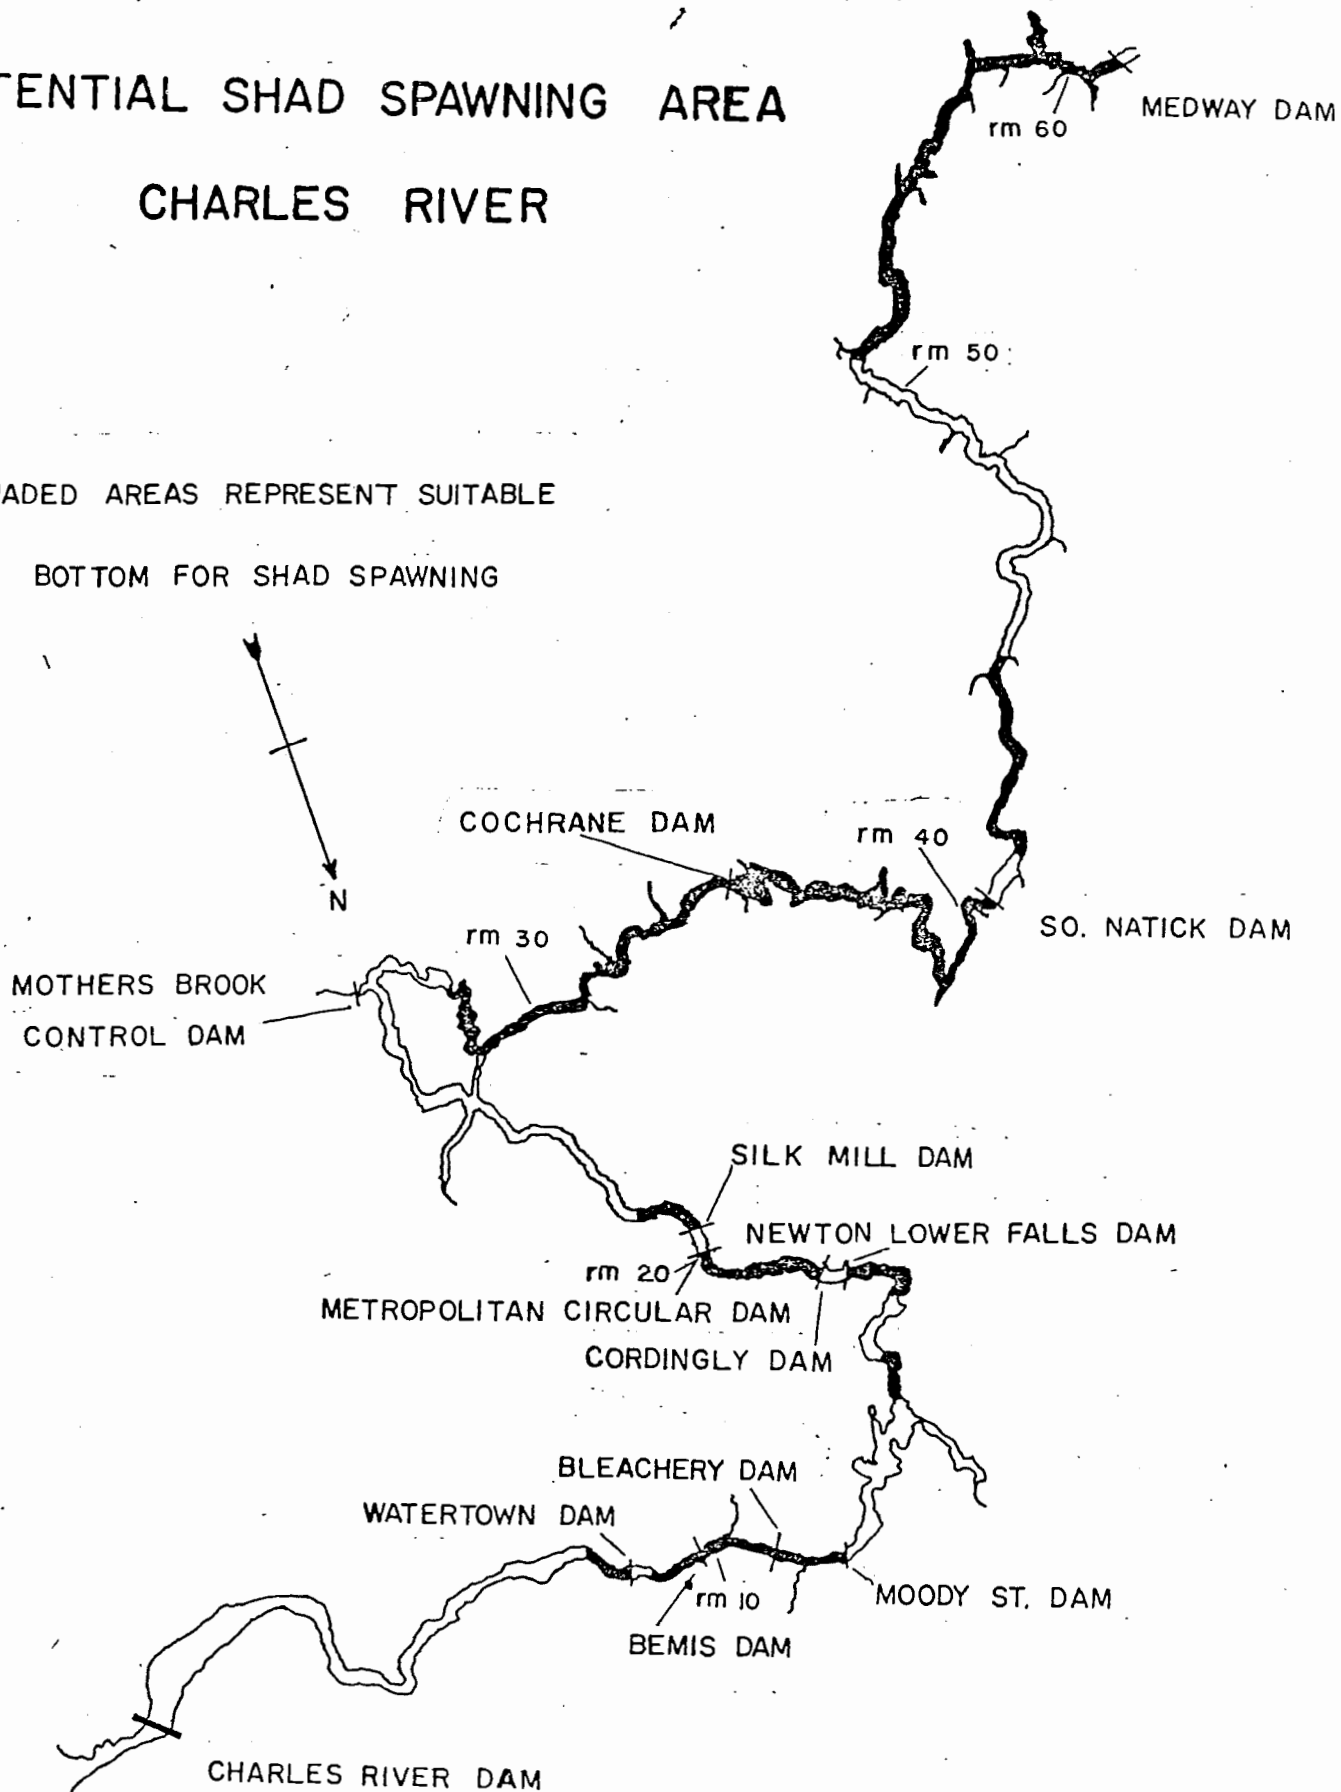 TENTIAL SHAD SPAWNING AREA
CHARLES RIVER
MEDWAY DAM
rm 60
rm 50
ADED AREAS REPRESENT SUITABLE
BOTTOM FOR SHAD SPAWNING
N
COCHRANE DAM
rm 40
SO. NATICK DAM
rm 30
MOTHERS BROOK
CONTROL DAM
SILK MILL DAM
NEWTON LOWER FALLS DAM
rm 20
METROPOLITAN CIRCULAR DAM
CORDINGLY DAM
BLEACHERY DAM
WATERTOWN DAM
rm 10
MOODY ST. DAM
BEMIS DAM
CHARLES RIVER DAM